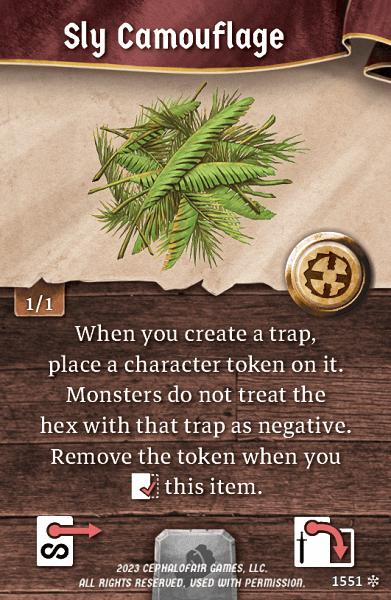 Sly Camouflage
1/1
When you create a trap,
place a character token on it.
Monsters do not treat the
hex with that trap as negative.
Remove the token when you
this item.
S
2023 CEPHALOFAIR GAMES, LLC.
ALL RIGHTS RESERVED. USED WITH PERMISSION.
1551